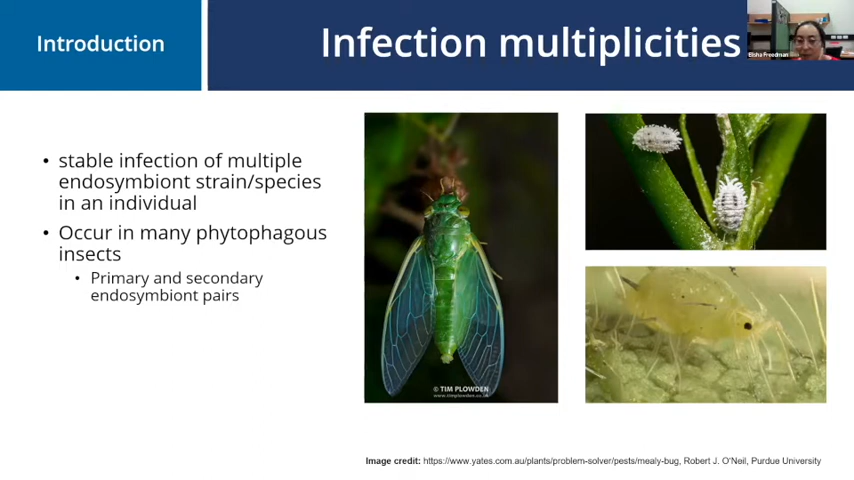 Introduction
Infection multiplicities
Elsha Freedman
• stable infection of multiple
endosymbiont strain/species
in an individual
• Occur in many phytophagous
insects
• Primary and secondary
endosymbiont pairs
© TIM PLOWDEN
www.timplowden.co.uk
Image credit: https://www.yates.com.au/plants/problem-solver/pests/mealy-bug, Robert J. O'Neil, Purdue University